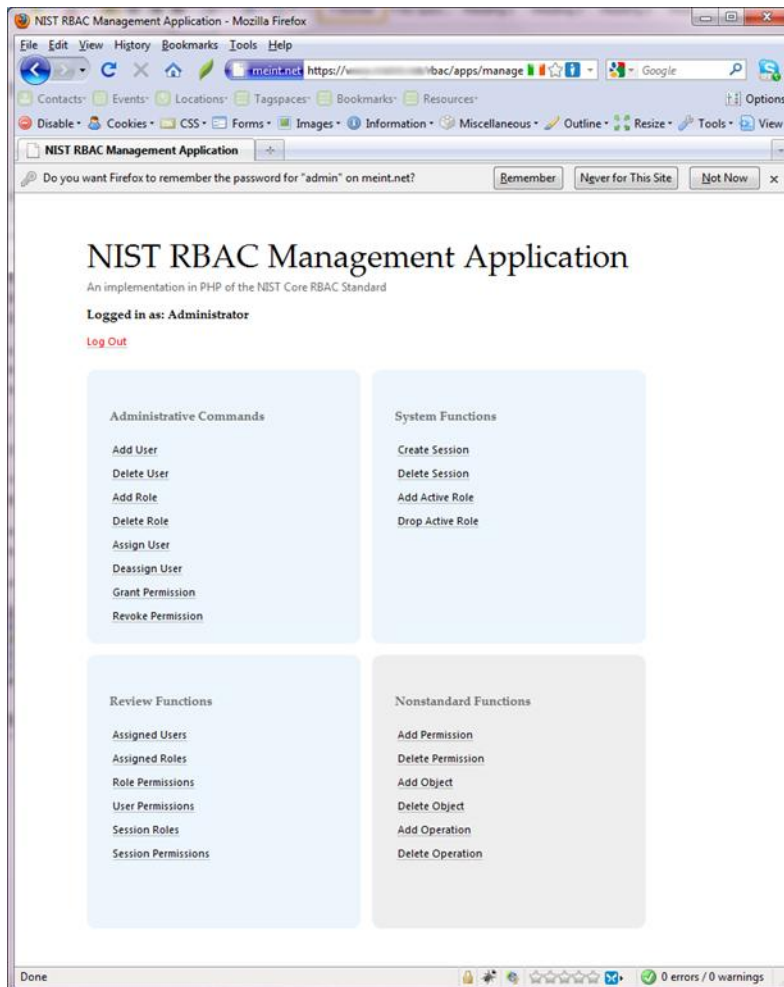 NIST RBAC Management Application - Mozilla Firefox
File Edit View History Bookmarks Tools Help
meint.net https:// rbac/apps/manage Google
Contacts Events Locations Tagspaces Bookmarks Resources Options
Disable Cookies CSS Forms Images Information Miscellaneous Outline Resize Tools View
NIST RBAC Management Application
Do you want Firefox to remember the password for "admin" on meint.net? Remember Never for This Site Not Now
NIST RBAC Management Application
An implementation in PHP of the NIST Core RBAC Standard
Logged in as: Administrator
Log Out
Administrative Commands
Add User
Delete User
Add Role
Delete Role
Assign User
Deassign User
Grant Permission
Revoke Permission
System Functions
Create Session
Delete Session
Add Active Role
Drop Active Role
Review Functions
Assigned Users
Assigned Roles
Role Permissions
User Permissions
Session Roles
Session Permissions
Nonstandard Functions
Add Permission
Delete Permission
Add Object
Delete Object
Add Operation
Delete Operation
Done 0 errors / 0 warnings